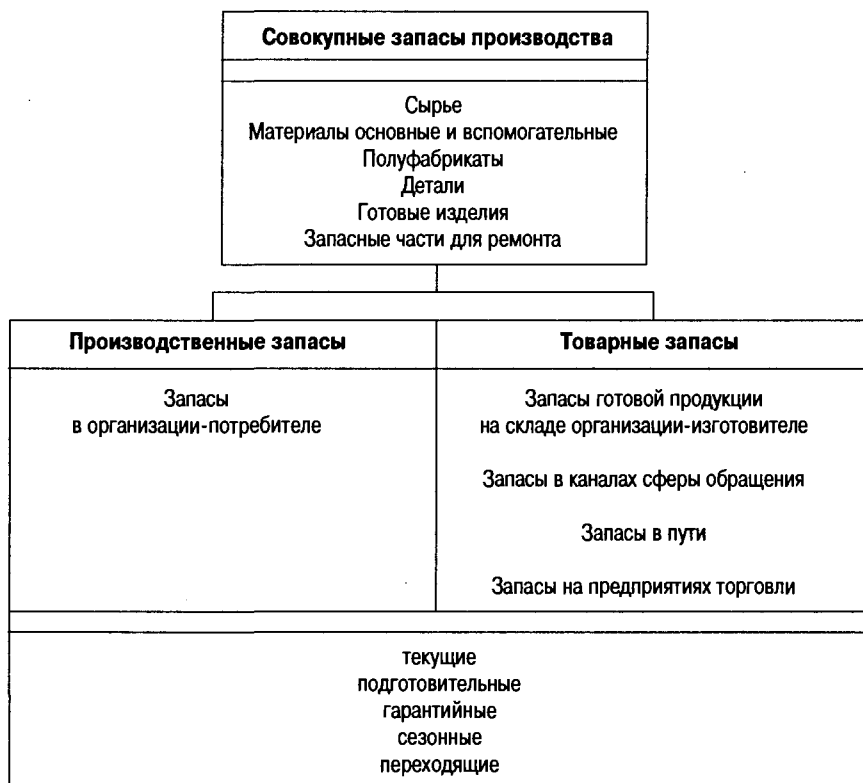 Совокупные запасы производства
Сырье
Материалы основные и вспомогательные
Полуфабрикаты
Детали
Готовые изделия
Запасные части для ремонта
Производственные запасы
Запасы
в организации-потребителе
Товарные запасы
Запасы готовой продукции
на складе организации-изготовителе
Запасы в каналах сферы обращения
Запасы в пути
Запасы на предприятиях торговли
текущие
подготовительные
гарантийные
сезонные
переходящие